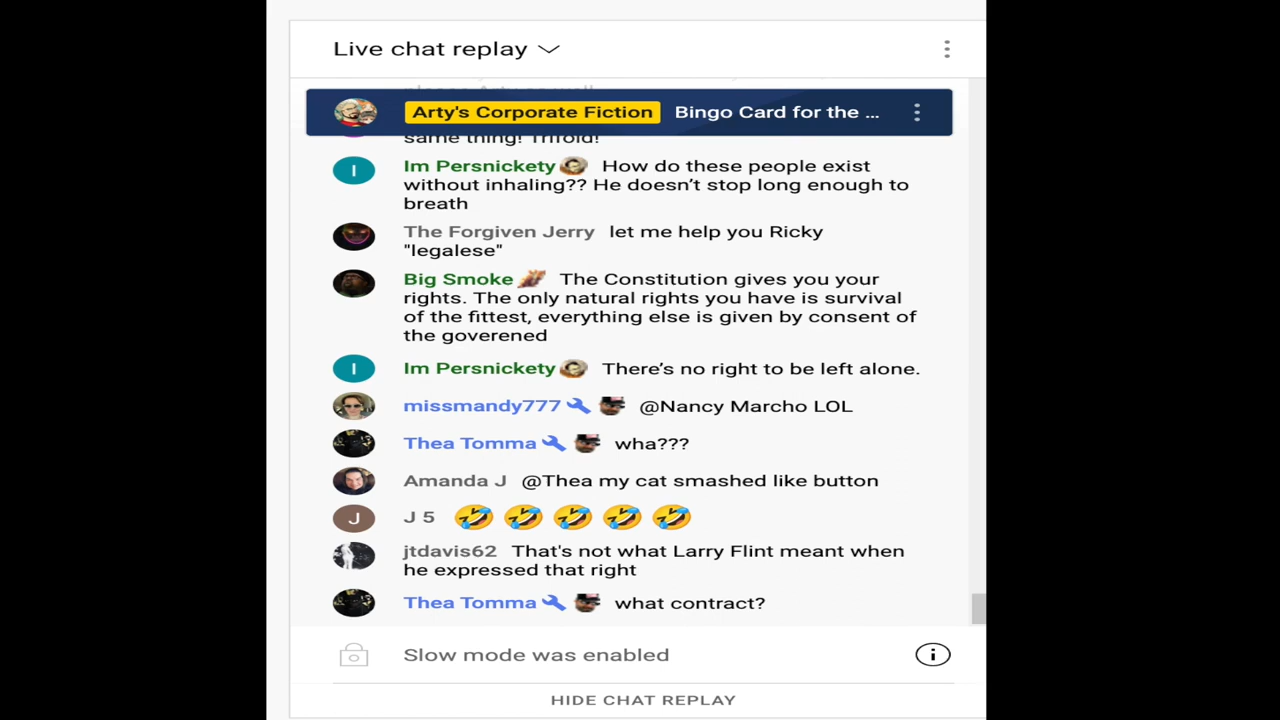 Live chat replay
please Arty as well
Arty's Corporate Fiction Bingo Card for the ...
same thing! Trifold!
I Im Persnickety How do these people exist
without inhaling?? He doesn’t stop long enough to
breath
The Forgiven Jerry let me help you Ricky
"legalese"
Big Smoke The Constitution gives you your
rights. The only natural rights you have is survival
of the fittest, everything else is given by consent of
the goverened
I Im Persnickety There’s no right to be left alone.
missmandy777 @Nancy Marcho LOL
Thea Tomma wha???
Amanda J @Thea my cat smashed like button
J J 5 🤣 🤣 🤣 🤣 🤣
jtdavis62 That's not what Larry Flint meant when
he expressed that right
Thea Tomma what contract?
Slow mode was enabled
HIDE CHAT REPLAY